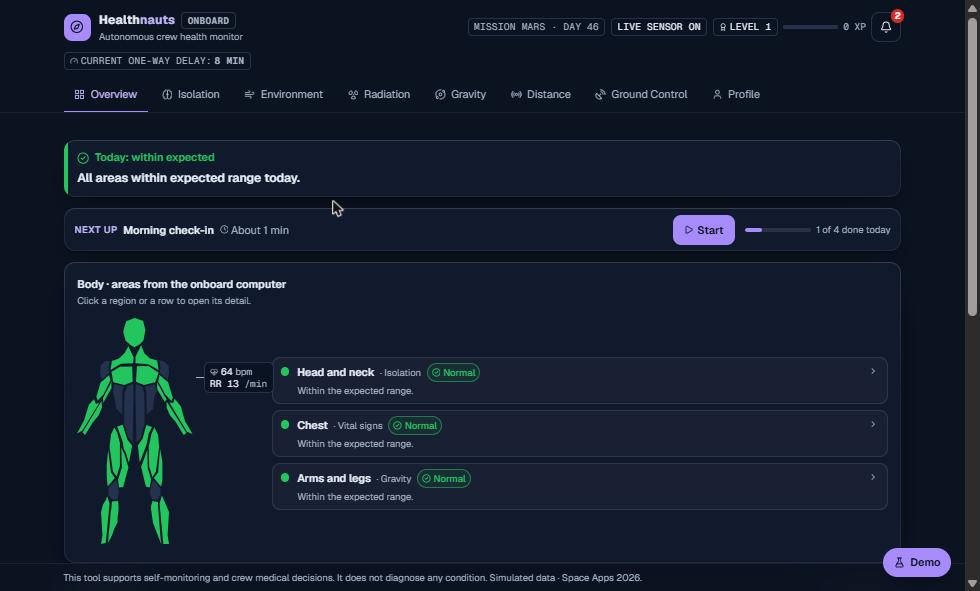 Healthnauts ONBOARD
Autonomous crew health monitor
MISSION MARS · DAY 46 LIVE SENSOR ON LEVEL 1 0 XP 2
CURRENT ONE-WAY DELAY: 8 MIN
Overview Isolation Environment Radiation Gravity Distance Ground Control Profile
Today: within expected
All areas within expected range today.
NEXT UP Morning check-in About 1 min Start 1 of 4 done today
Body · areas from the onboard computer
Click a region or a row to open its detail.
64 bpm
RR 13 /min
Head and neck · Isolation Normal
Within the expected range.
Chest · Vital signs Normal
Within the expected range.
Arms and legs · Gravity Normal
Within the expected range.
Demo
This tool supports self-monitoring and crew medical decisions. It does not diagnose any condition. Simulated data · Space Apps 2026.